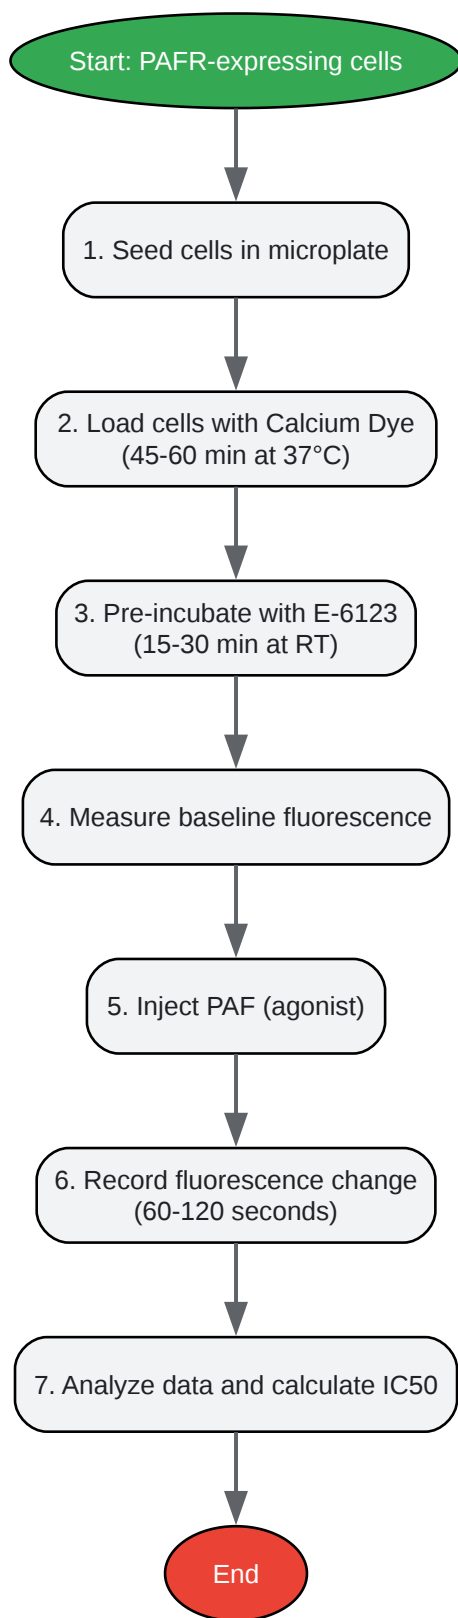 Start: PAFR-expressing cells
1. Seed cells in microplate
2. Load cells with Calcium Dye
(45-60 min at 37°C)
3. Pre-incubate with E-6123
(15-30 min at RT)
4. Measure baseline fluorescence
5. Inject PAF (agonist)
6. Record fluorescence change
(60-120 seconds)
7. Analyze data and calculate IC50
End